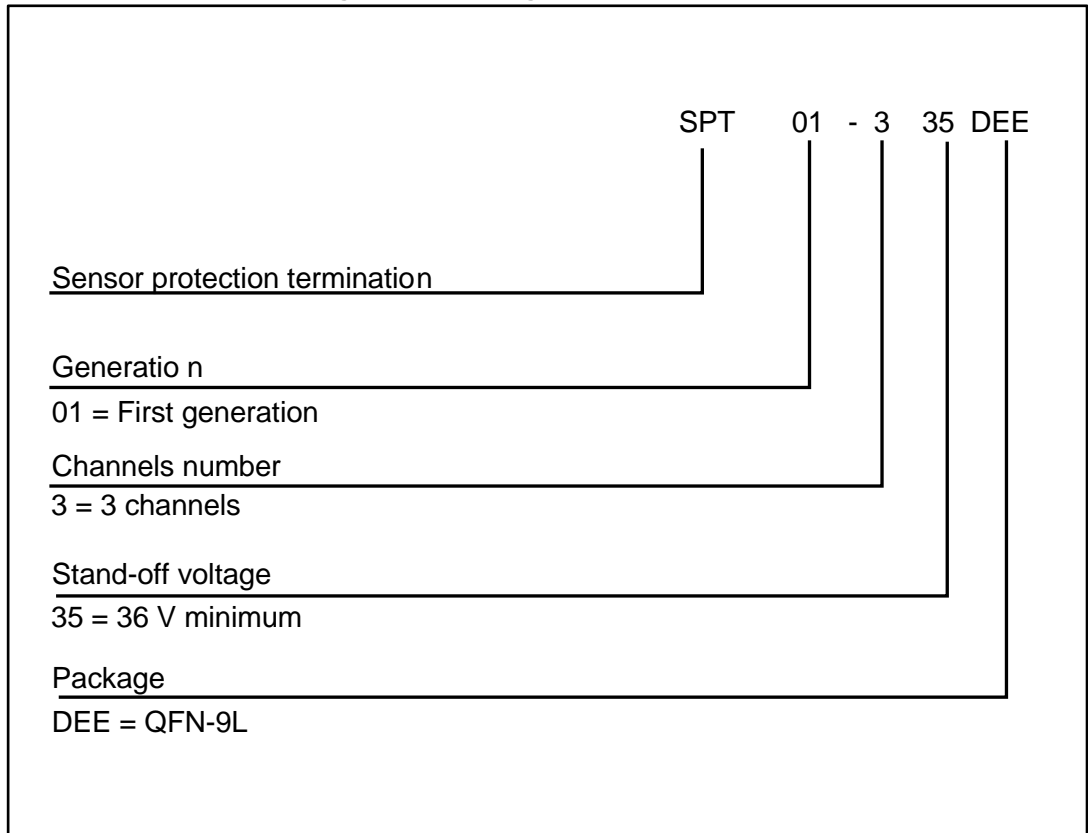 SPT 01 - 3 35 DEE
Sensor protection termination
Generatio n
01 = First generation
Channels number
3 = 3 channels
Stand-off voltage
35 = 36 V minimum
Package
DEE = QFN-9L